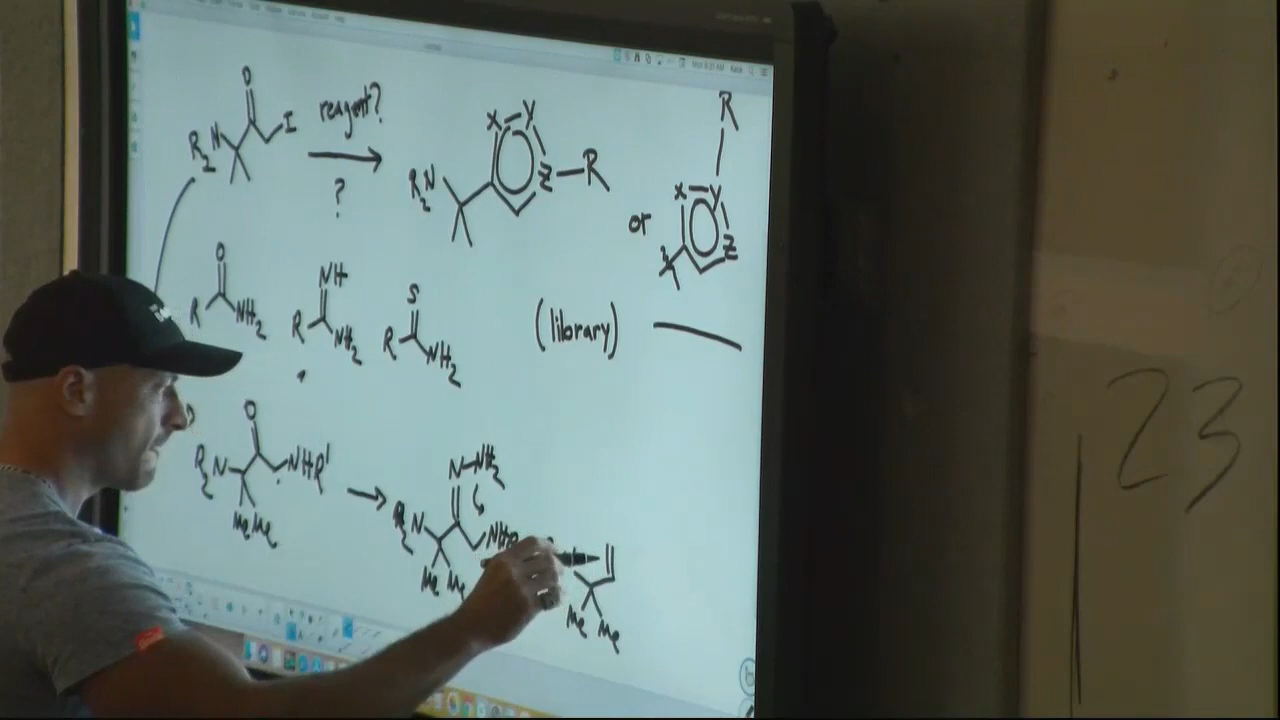 O
R₂N
I
reagent?
?
R₂N
X
Y
Z
R
or
R
X
Y
Z
O
R
NH₂
NH
R
NH₂
S
R
NH₂
(library)
O
R₂N
NHR'
Me Me
N-NH₂
R₂N
Me Me
Me Me
23